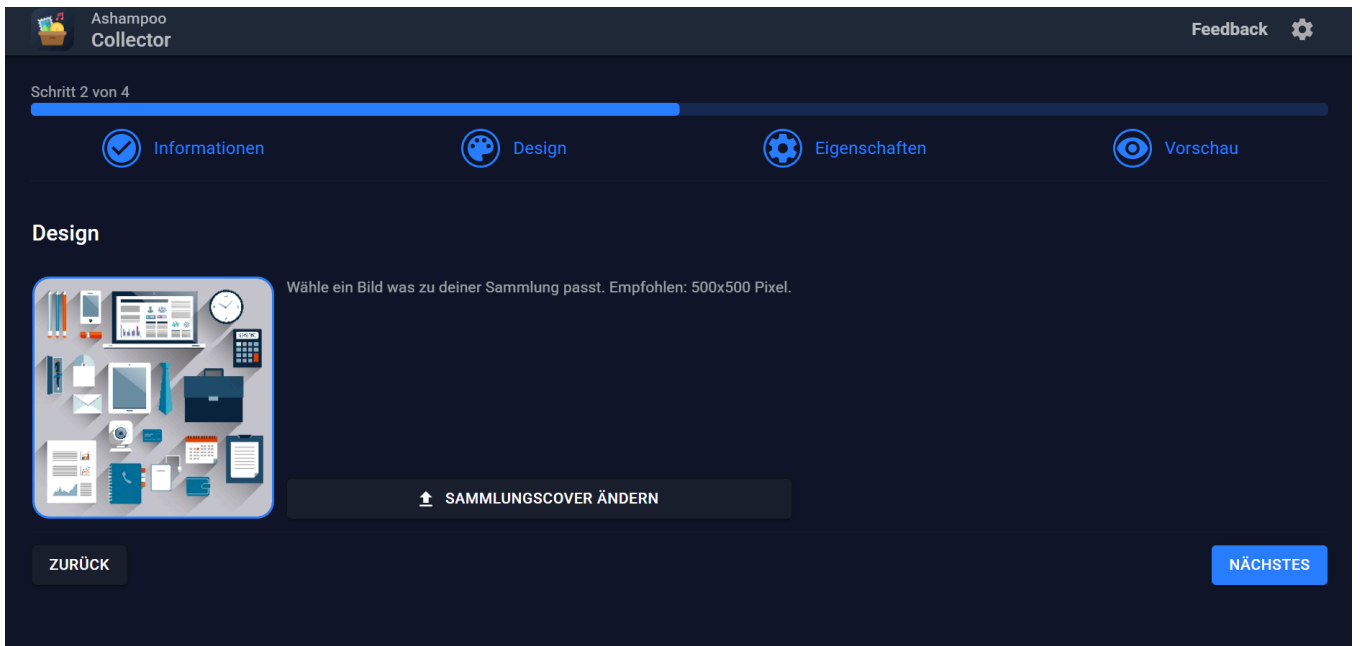 Ashampoo
Collector
Feedback
Schritt 2 von 4
Informationen
Design
Eigenschaften
Vorschau
Design
Wähle ein Bild was zu deiner Sammlung passt. Empfohlen: 500x500 Pixel.
SAMMLUNGSCOVER ÄNDERN
ZURÜCK
NÄCHSTES